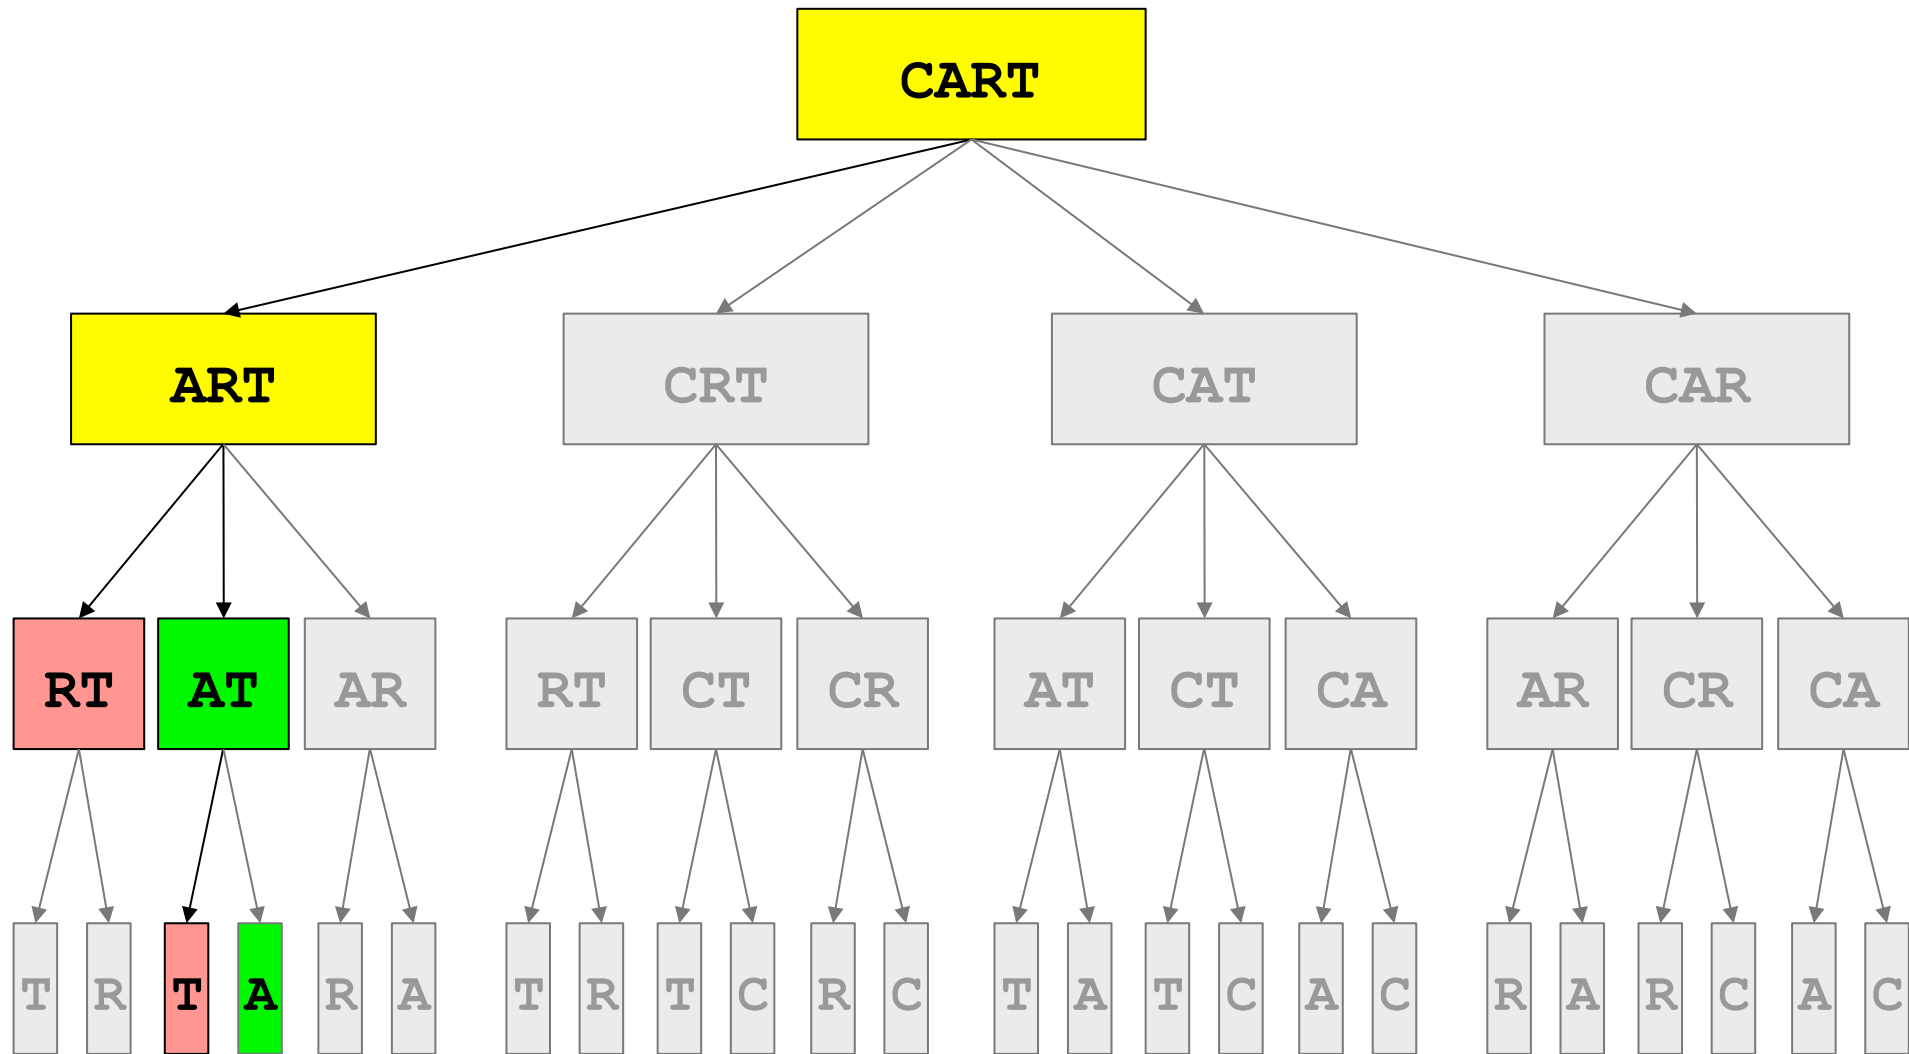 CART
ART CRT CAT CAR
RT AT AR RT CT CR AT CT CA AR CR CA
T R T A R A T R T C R C T A T C A C R A R C A C